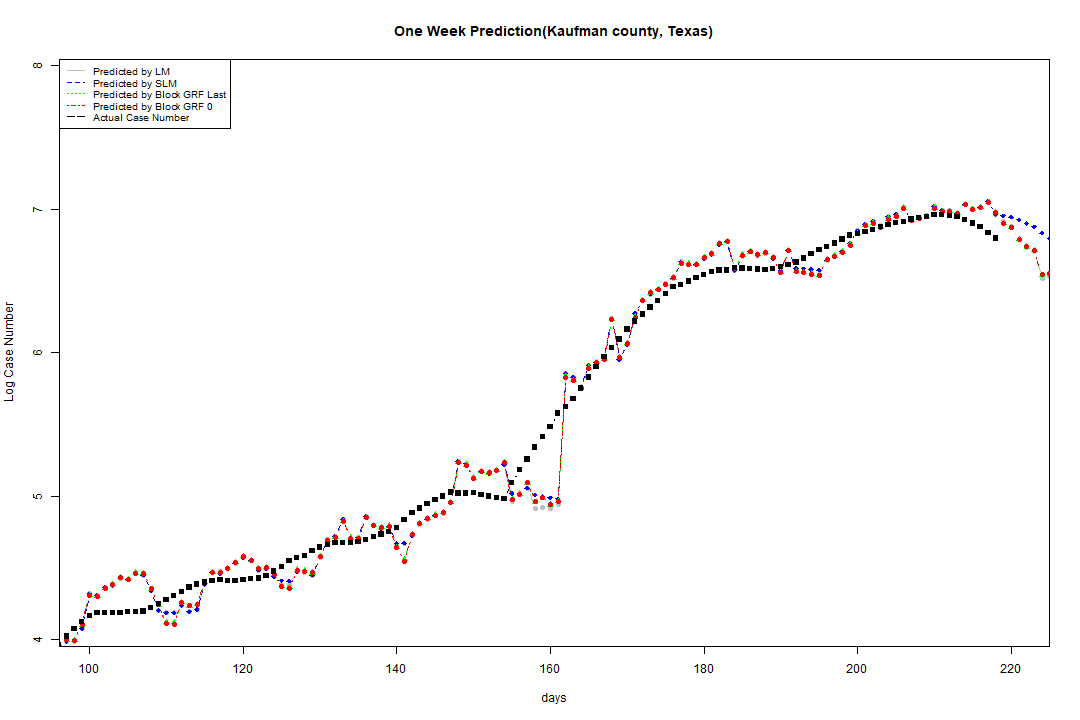 One Week Prediction(Kaufman county, Texas)
Predicted by LM
Predicted by SLM
Predicted by Block GRF Last
Predicted by Block GRF 0
Actual Case Number
8
7
6
5
4
Log Case Number
100 120 140 160 180 200 220
days